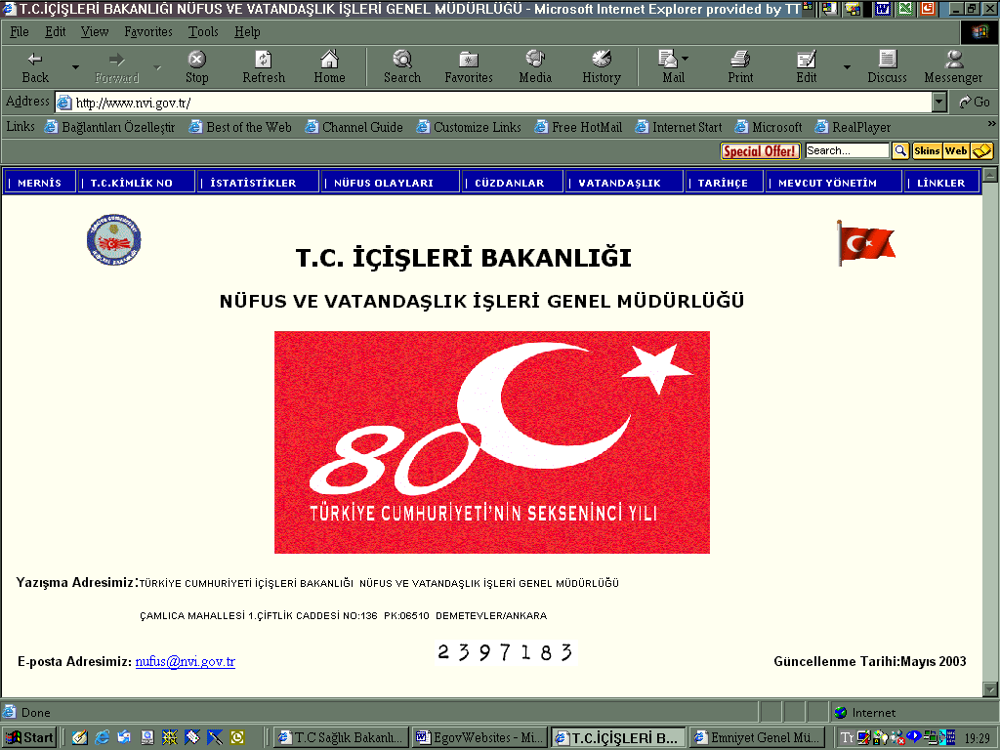 T.C.İÇİŞLERİ BAKANLIĞI NÜFUS VE VATANDAŞLIK İŞLERİ GENEL MÜDÜRLÜĞÜ - Microsoft Internet Explorer provided by TT
File Edit View Favorites Tools Help
Back Forward Stop Refresh Home Search Favorites Media History Mail Print Edit Discuss Messenger
Address http://www.nvi.gov.tr/ Go
Links Bağlantıları Özelleştir Best of the Web Channel Guide Customize Links Free HotMail Internet Start Microsoft RealPlayer »
Special Offer! Search... Skins Web
| MERNİS | T.C.KİMLİK NO | İSTATİSTİKLER | NÜFUS OLAYLARI | CÜZDANLAR | VATANDAŞLIK | TARİHÇE | MEVCUT YÖNETİM | LİNKLER
T.C. İÇİŞLERİ BAKANLIĞI
NÜFUS VE VATANDAŞLIK İŞLERİ GENEL MÜDÜRLÜĞÜ
80
TÜRKİYE CUMHURİYETİ'NİN SEKSENİNCİ YILI
Yazışma Adresimiz:TÜRKİYE CUMHURİYETİ İÇİŞLERİ BAKANLIĞI NÜFUS VE VATANDAŞLIK İŞLERİ GENEL MÜDÜRLÜĞÜ
ÇAMLICA MAHALLESİ 1.ÇİFTLİK CADDESİ NO:136 PK:06510 DEMETEVLER/ANKARA
2397183
E-posta Adresimiz: nufus@nvi.gov.tr Güncellenme Tarihi:Mayıs 2003
Done Internet
Start T.C Sağlık Bakanlı... EgovWebsites - Mi... T.C.İÇİŞLERİ B... Emniyet Genel Mü... Tr 19:29